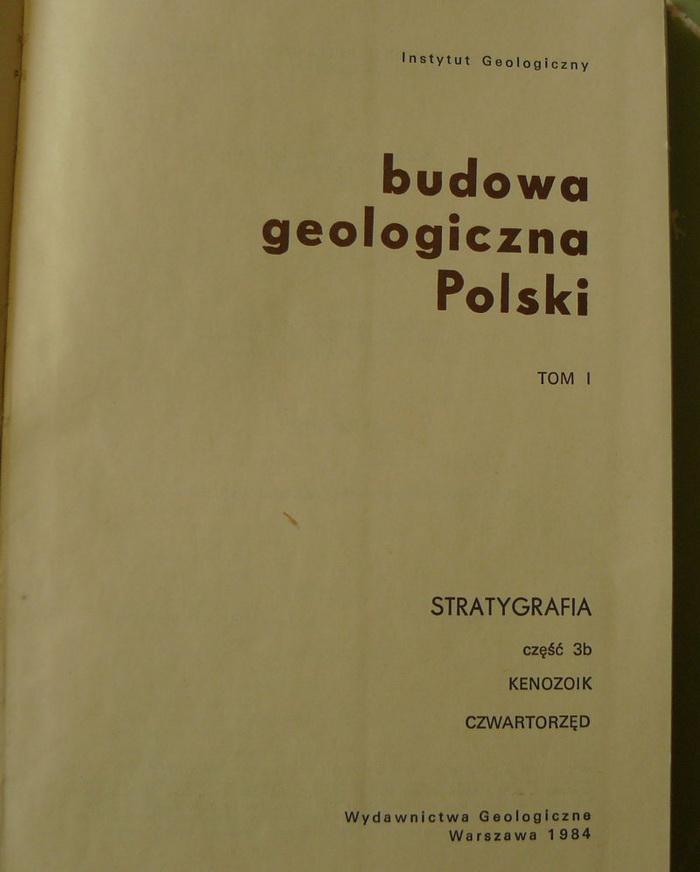 Instytut Geologiczny
budowa
geologiczna
Polski
TOM I
STRATYGRAFIA
część 3b
KENOZOIK
CZWARTORZĘD
Wydawnictwa Geologiczne
Warszawa 1984